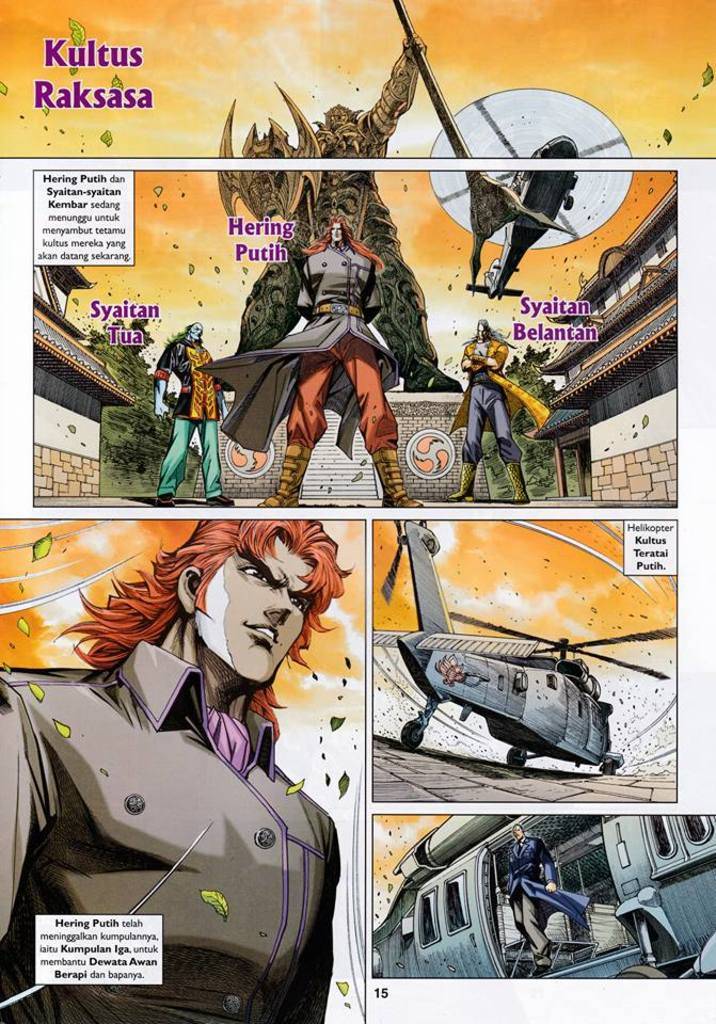 Kultus
Raksasa
Hering Putih dan
Syaitan-syaitan
Kembar sedang
menunggu untuk
menyambut tetamu
kultus mereka yang
akan datang sekarang.
Hering
Putih
Syaitan
Tua
Syaitan
Belantan
Helikopter
Kultus
Teratai
Putih.
Hering Putih telah
meninggalkan kumpulannya,
iaitu Kumpulan Iga, untuk
membantu Dewata Awan
Berapi dan bapanya.
15